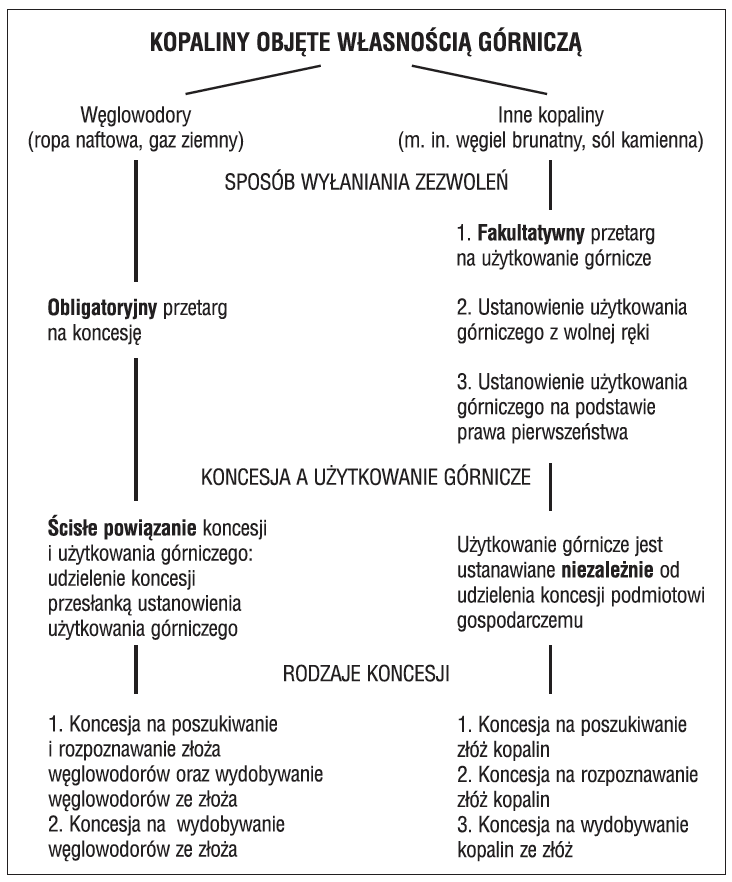 KOPALINY OBJĘTE WŁASNOŚCIĄ GÓRNICZĄ
Węglowodory
(ropa naftowa, gaz ziemny)
Inne kopaliny
(m. in. węgiel brunatny, sól kamienna)
SPOSÓB WYŁANIANIA ZEZWOLEŃ
Obligatoryjny przetarg
na koncesję
1. Fakultatywny przetarg
na użytkowanie górnicze
2. Ustanowienie użytkowania
górniczego z wolnej ręki
3. Ustanowienie użytkowania
górniczego na podstawie
prawa pierwszeństwa
KONCESJA A UŻYTKOWANIE GÓRNICZE
Ścisłe powiązanie koncesji
i użytkowania górniczego:
udzielenie koncesji
przesłanką ustanowienia
użytkowania górniczego
Użytkowanie górnicze jest
ustanawiane niezależnie od
udzielenia koncesji podmiotowi
gospodarczemu
RODZAJE KONCESJI
1. Koncesja na poszukiwanie
i rozpoznawanie złoża
węglowodorów oraz wydobywanie
węglowodorów ze złoża
2. Koncesja na wydobywanie
węglowodorów ze złoża
1. Koncesja na poszukiwanie
złóż kopalin
2. Koncesja na rozpoznawanie
złóż kopalin
3. Koncesja na wydobywanie
kopalin ze złóż